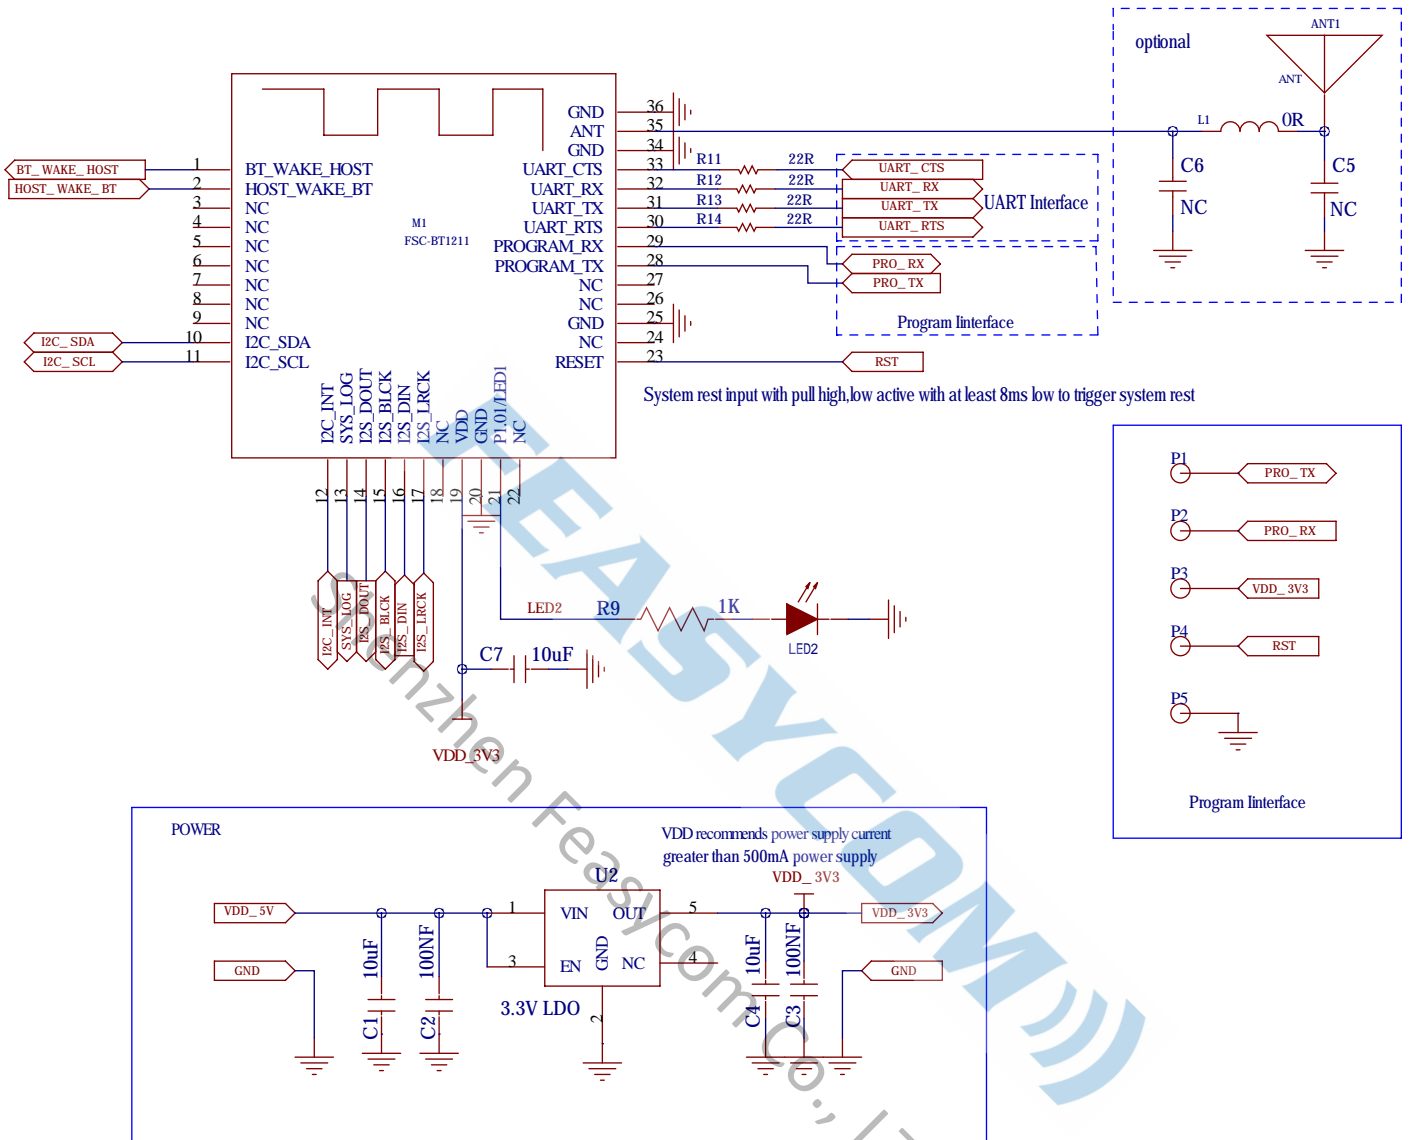 optional
ANT1
ANT
L1
0R
C6
NC
C5
NC
GND 36
ANT 35
GND 34
UART_CTS 33 R11 22R UART_CTS
UART_RX 32 R12 22R UART_RX
UART_TX 31 R13 22R UART_TX
UART_RTS 30 R14 22R UART_RTS
UART Interface
PROGRAM_RX 29 PRO_RX
PROGRAM_TX 28 PRO_TX
NC 27
NC 26
GND 25
NC 24
RESET 23 RST
Program Iinterface
BT_WAKE_HOST 1 BT_WAKE_HOST
HOST_WAKE_BT 2 HOST_WAKE_BT
3 NC
4 NC
5 NC
6 NC
7 NC
8 NC
9 NC
I2C_SDA 10 I2C_SDA
I2C_SCL 11 I2C_SCL
M1
FSC-BT1211
System rest input with pull high,low active with at least 8ms low to trigger system rest
I2C_INT 12 I2C_INT
SYS_LOG 13 SYS_LOG
I2S_DOUT 14 I2S_DOUT
I2S_BLCK 15 I2S_BLCK
I2S_DIN 16 I2S_DIN
I2S_LRCK 17 I2S_LRCK
NC 18
VDD 19
GND 20
P1.01/LED1 21
NC 22
LED2 R9 1K
LED2
C7 10uF
VDD_3V3
P1 PRO_TX
P2 PRO_RX
P3 VDD_3V3
P4 RST
P5
Program Iinterface
POWER
VDD recommends power supply current
greater than 500mA power supply
VDD_3V3
U2
VDD_5V
GND
C1 10uF
C2 100NF
1 VIN
3 EN
GND 2
OUT 5
NC 4
3.3V LDO
C4 10uF
C3 100NF
VDD_3V3
GND
FEASYCOM
Shenzhen Feasycom Co.,